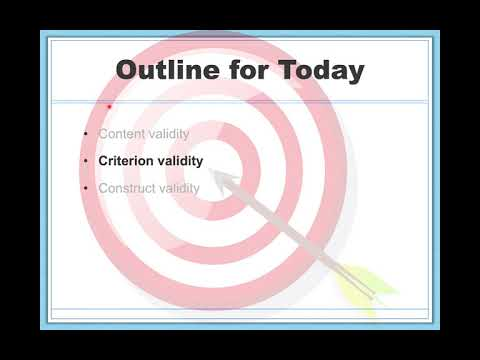 Outline for Today
• Content validity
• Criterion validity
• Construct validity